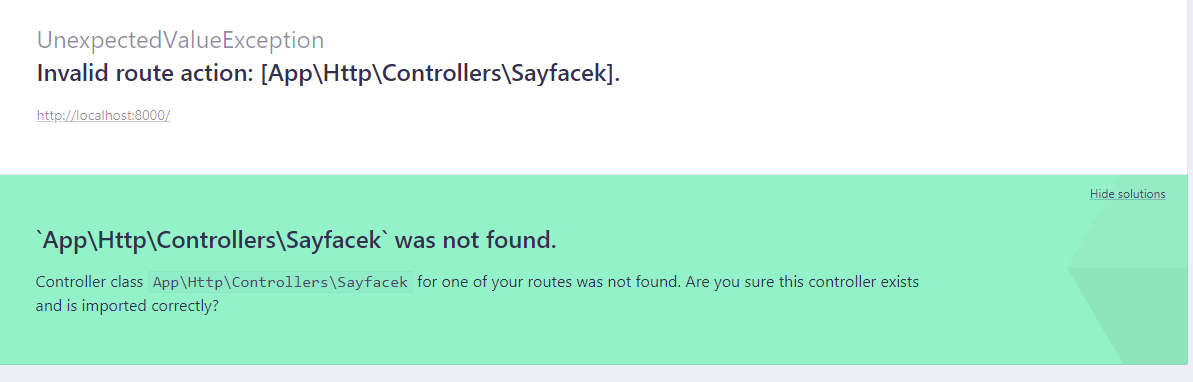 UnexpectedValueException
Invalid route action: [App\Http\Controllers\Sayfacek].
http://localhost:8000/
Hide solutions
`App\Http\Controllers\Sayfacek` was not found.
Controller class App\Http\Controllers\Sayfacek for one of your routes was not found. Are you sure this controller exists
and is imported correctly?